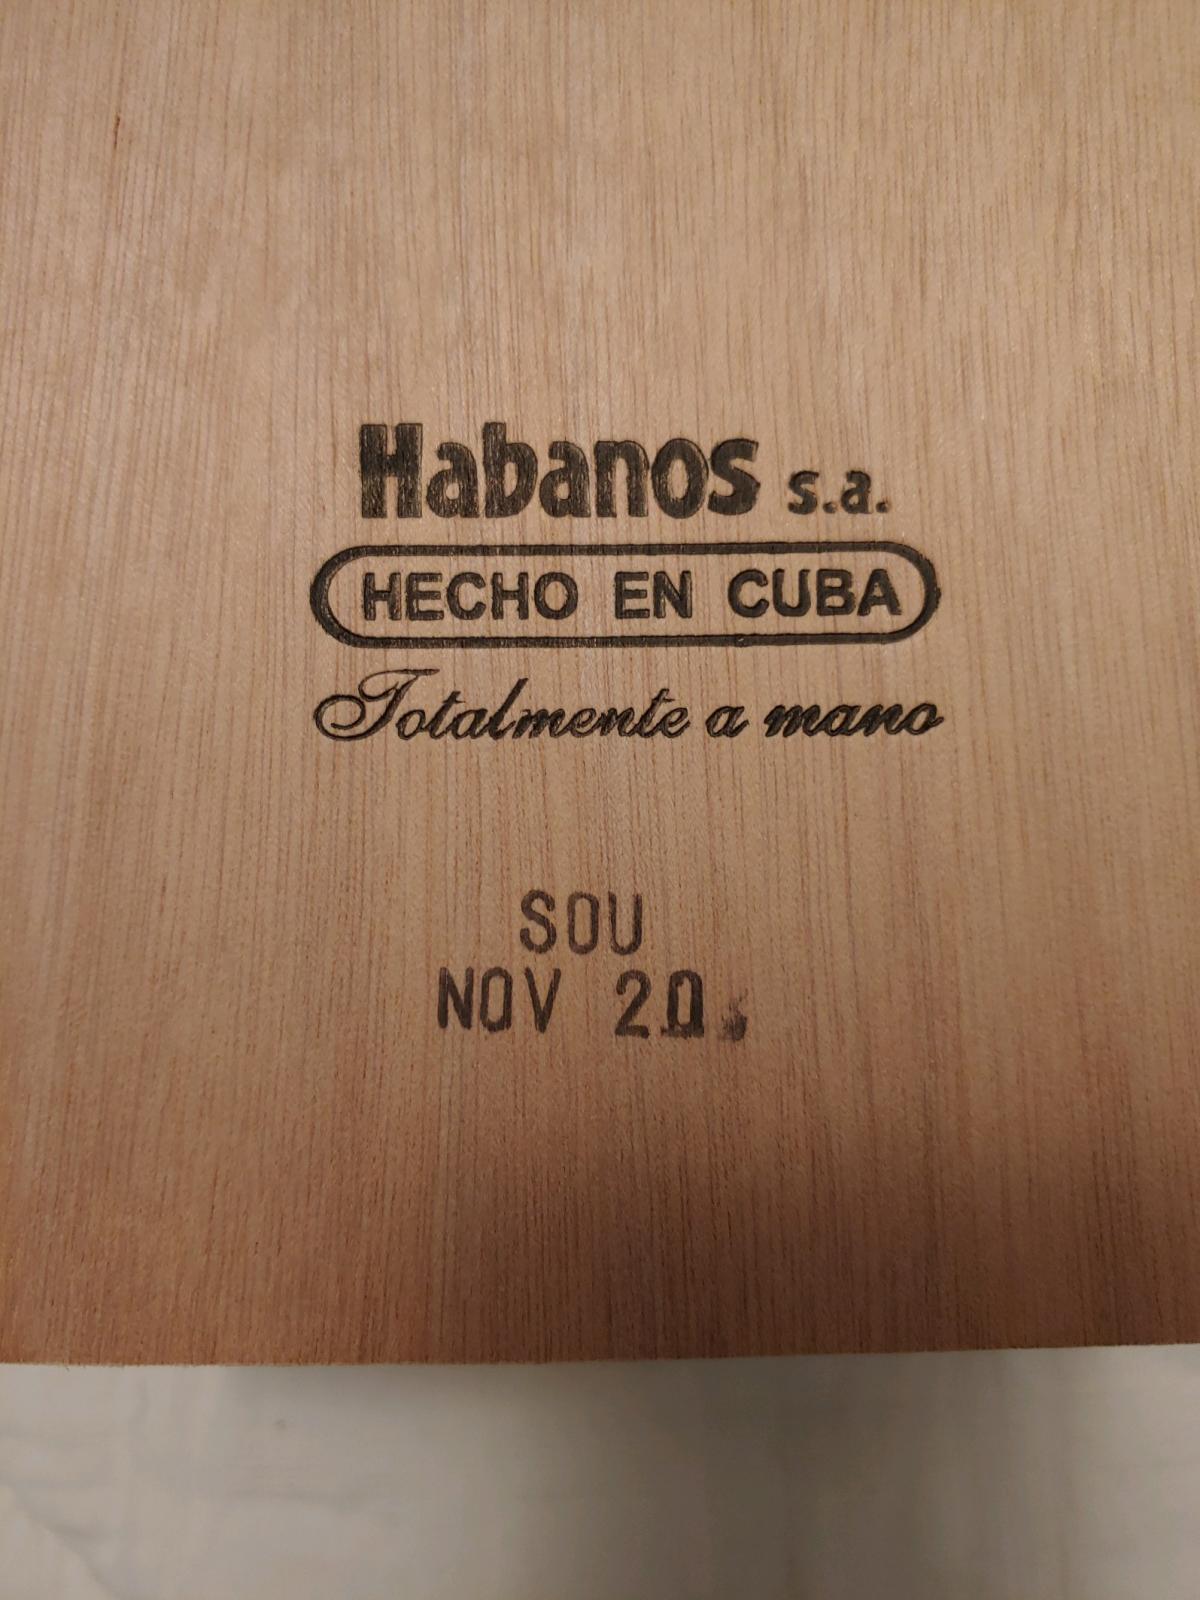 Habanos s.a.
HECHO EN CUBA
Totalmente a mano
SOU
NOV 20